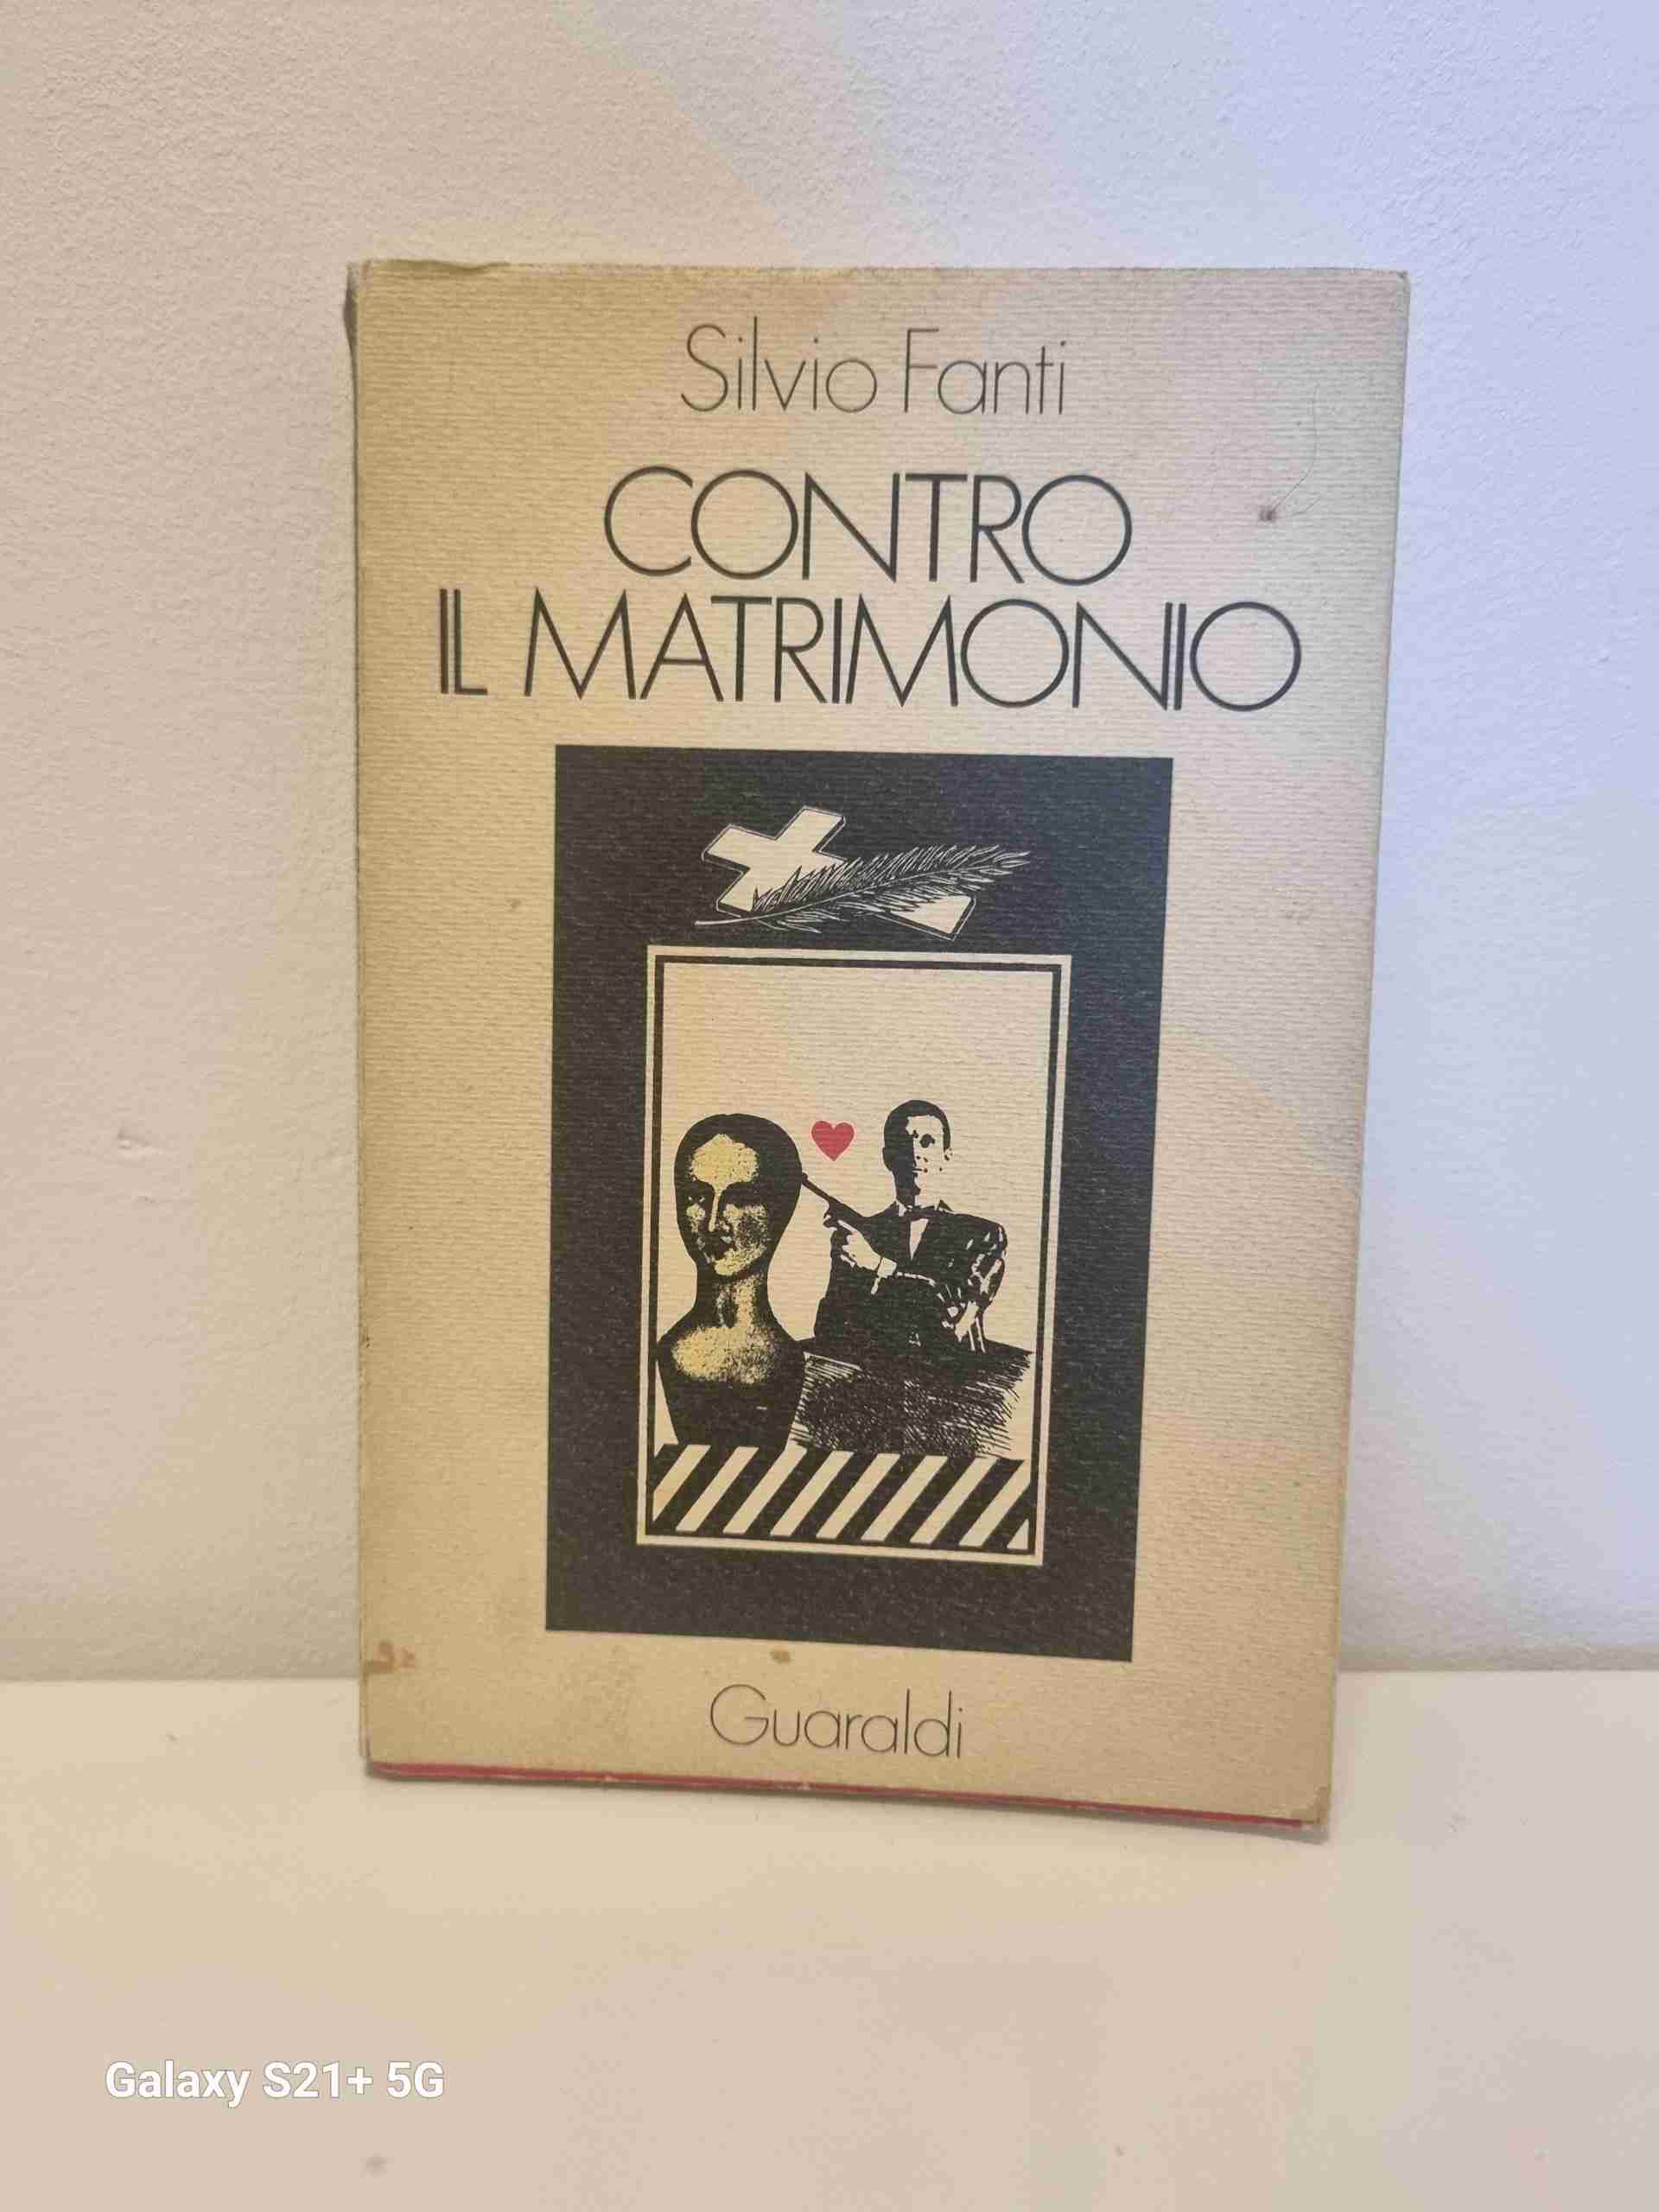 Silvio Fanti
CONTRO
IL MATRIMONIO
Guaraldi
Galaxy S21+ 5G